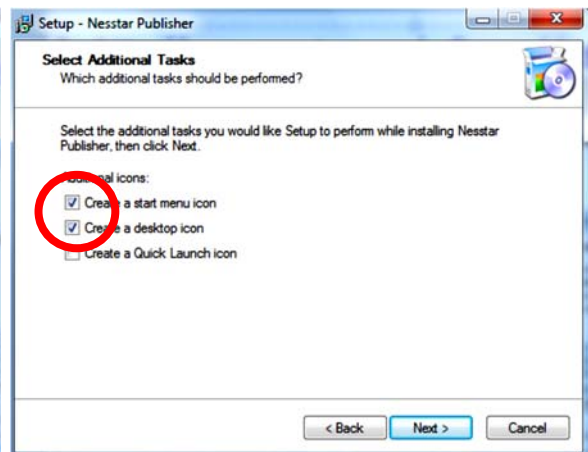 Setup - Nesstar Publisher
Select Additional Tasks
Which additional tasks should be performed?
Select the additional tasks you would like Setup to perform while installing Nesstar
Publisher, then click Next.
Additional icons:
Create a start menu icon
Create a desktop icon
Create a Quick Launch icon
< Back
Next >
Cancel